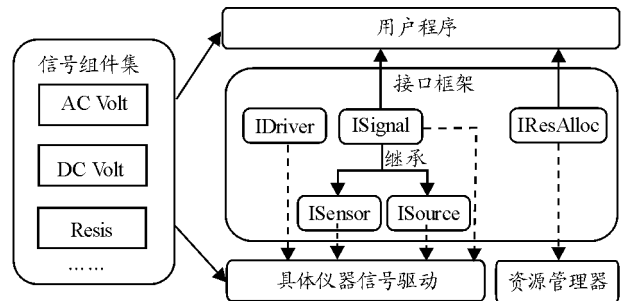 用户程序
信号组件集
AC Volt
DC Volt
Resis
……
接口框架
IDriver
ISignal
IResAlloc
继承
ISensor
ISource
具体仪器信号驱动
资源管理器